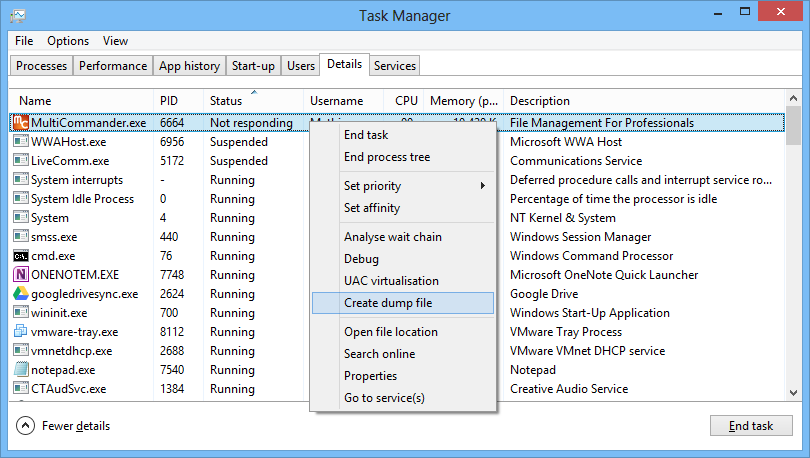 Task Manager
File Options View
Processes Performance App history Start-up Users Details Services
Name PID Status Username CPU Memory (p... Description
MultiCommander.exe 6664 Not responding File Management For Professionals
WWAHost.exe 6956 Suspended Microsoft WWA Host
LiveComm.exe 5172 Suspended Communications Service
System interrupts - Running Deferred procedure calls and interrupt service ro...
System Idle Process 0 Running Percentage of time the processor is idle
System 4 Running NT Kernel & System
smss.exe 440 Running Windows Session Manager
cmd.exe 76 Running Windows Command Processor
ONENOTEM.EXE 7748 Running Microsoft OneNote Quick Launcher
googledrivesync.exe 2624 Running Google Drive
wininit.exe 700 Running Windows Start-Up Application
vmware-tray.exe 8112 Running VMware Tray Process
vmnetdhcp.exe 2688 Running VMware VMnet DHCP service
notepad.exe 7540 Running Notepad
CTAudSvc.exe 1384 Running Creative Audio Service
End task
End process tree
Set priority
Set affinity
Analyse wait chain
Debug
UAC virtualisation
Create dump file
Open file location
Search online
Properties
Go to service(s)
Fewer details
End task